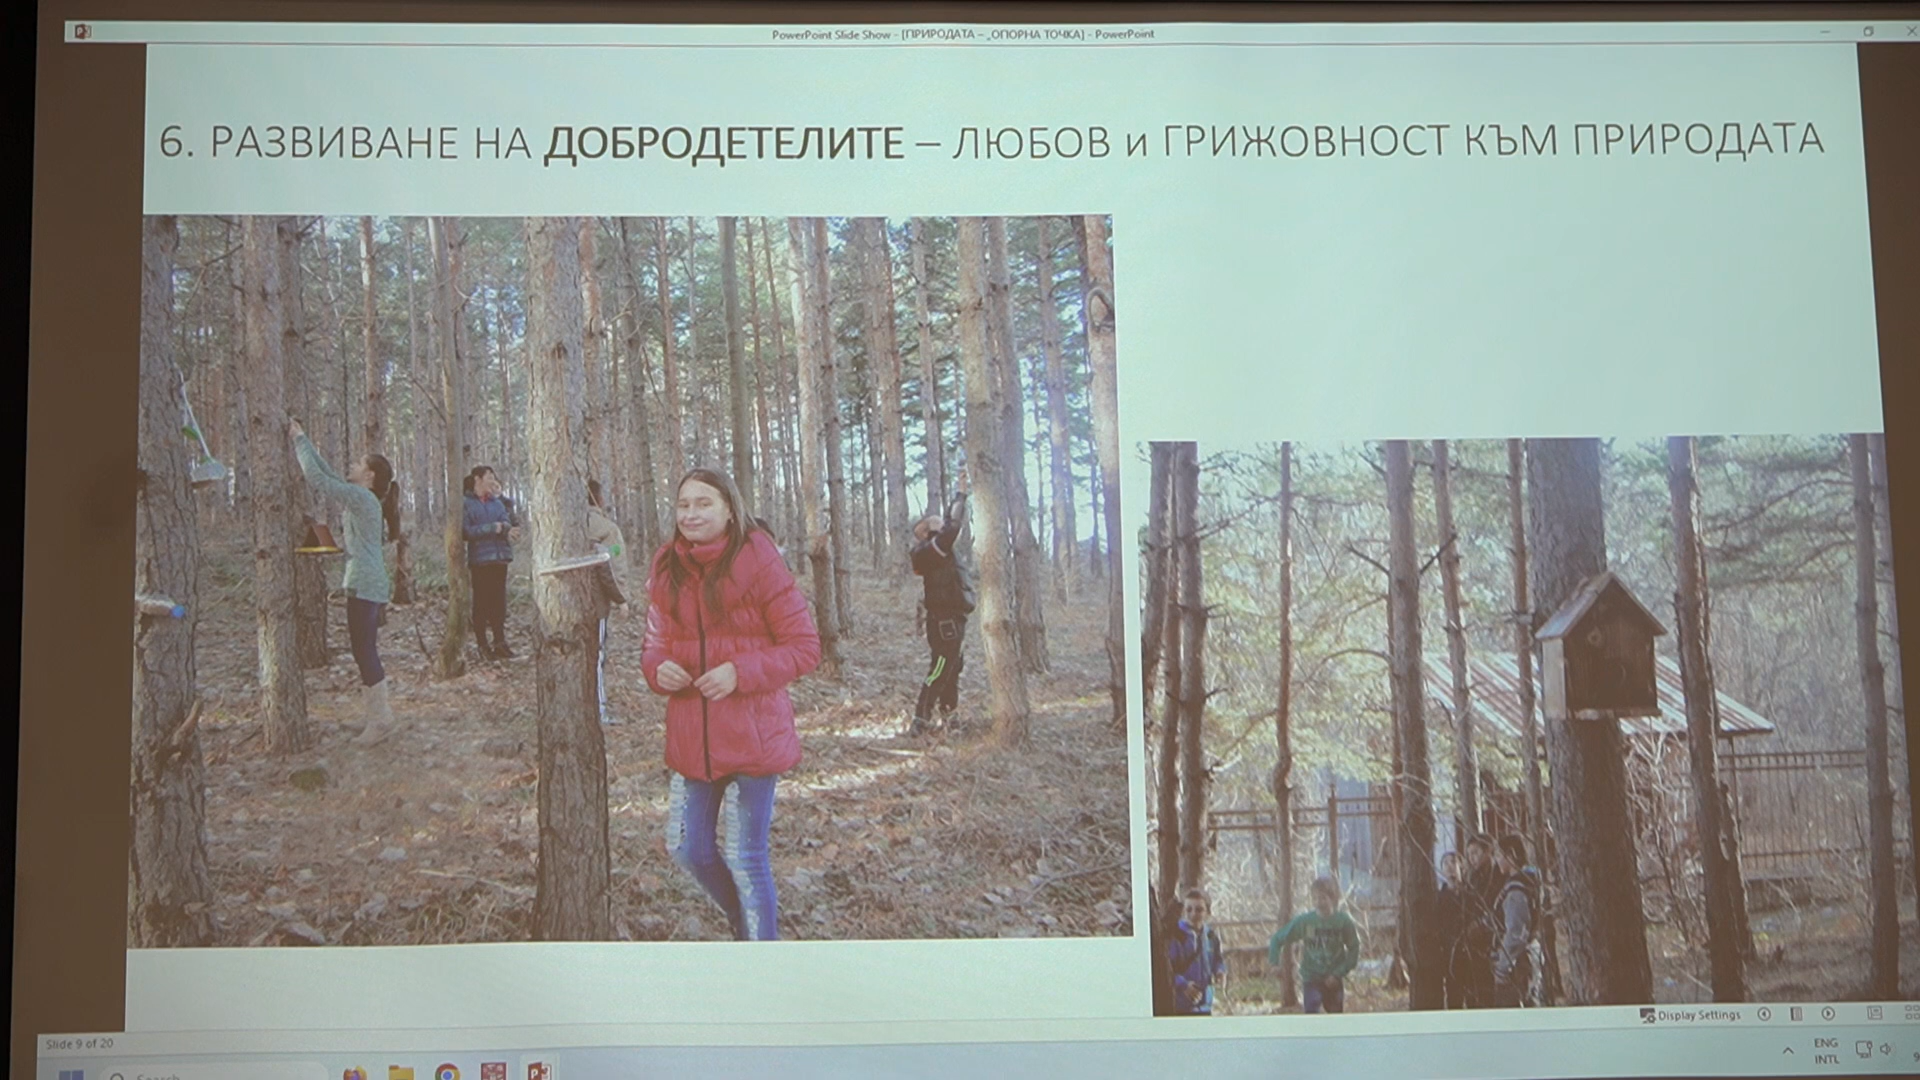 PowerPoint Slide Show - [ПРИРОДАТА – „ОПОРНА ТОЧКА] - PowerPoint
6. РАЗВИВАНЕ НА ДОБРОДЕТЕЛИТЕ – ЛЮБОВ и ГРИЖОВНОСТ КЪМ ПРИРОДАТА
Display Settings
Slide 9 of 20
Search
ENG
INTL